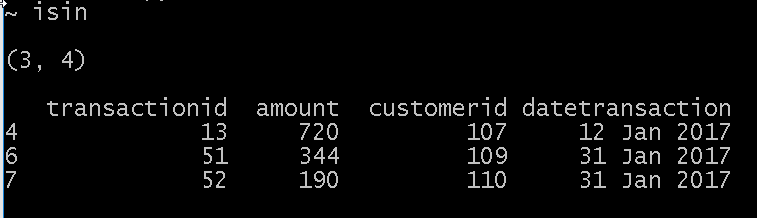 ~ isin
(3, 4)
transactionid amount customerid datetransaction
4 13 720 107 12 Jan 2017
6 51 344 109 31 Jan 2017
7 52 190 110 31 Jan 2017